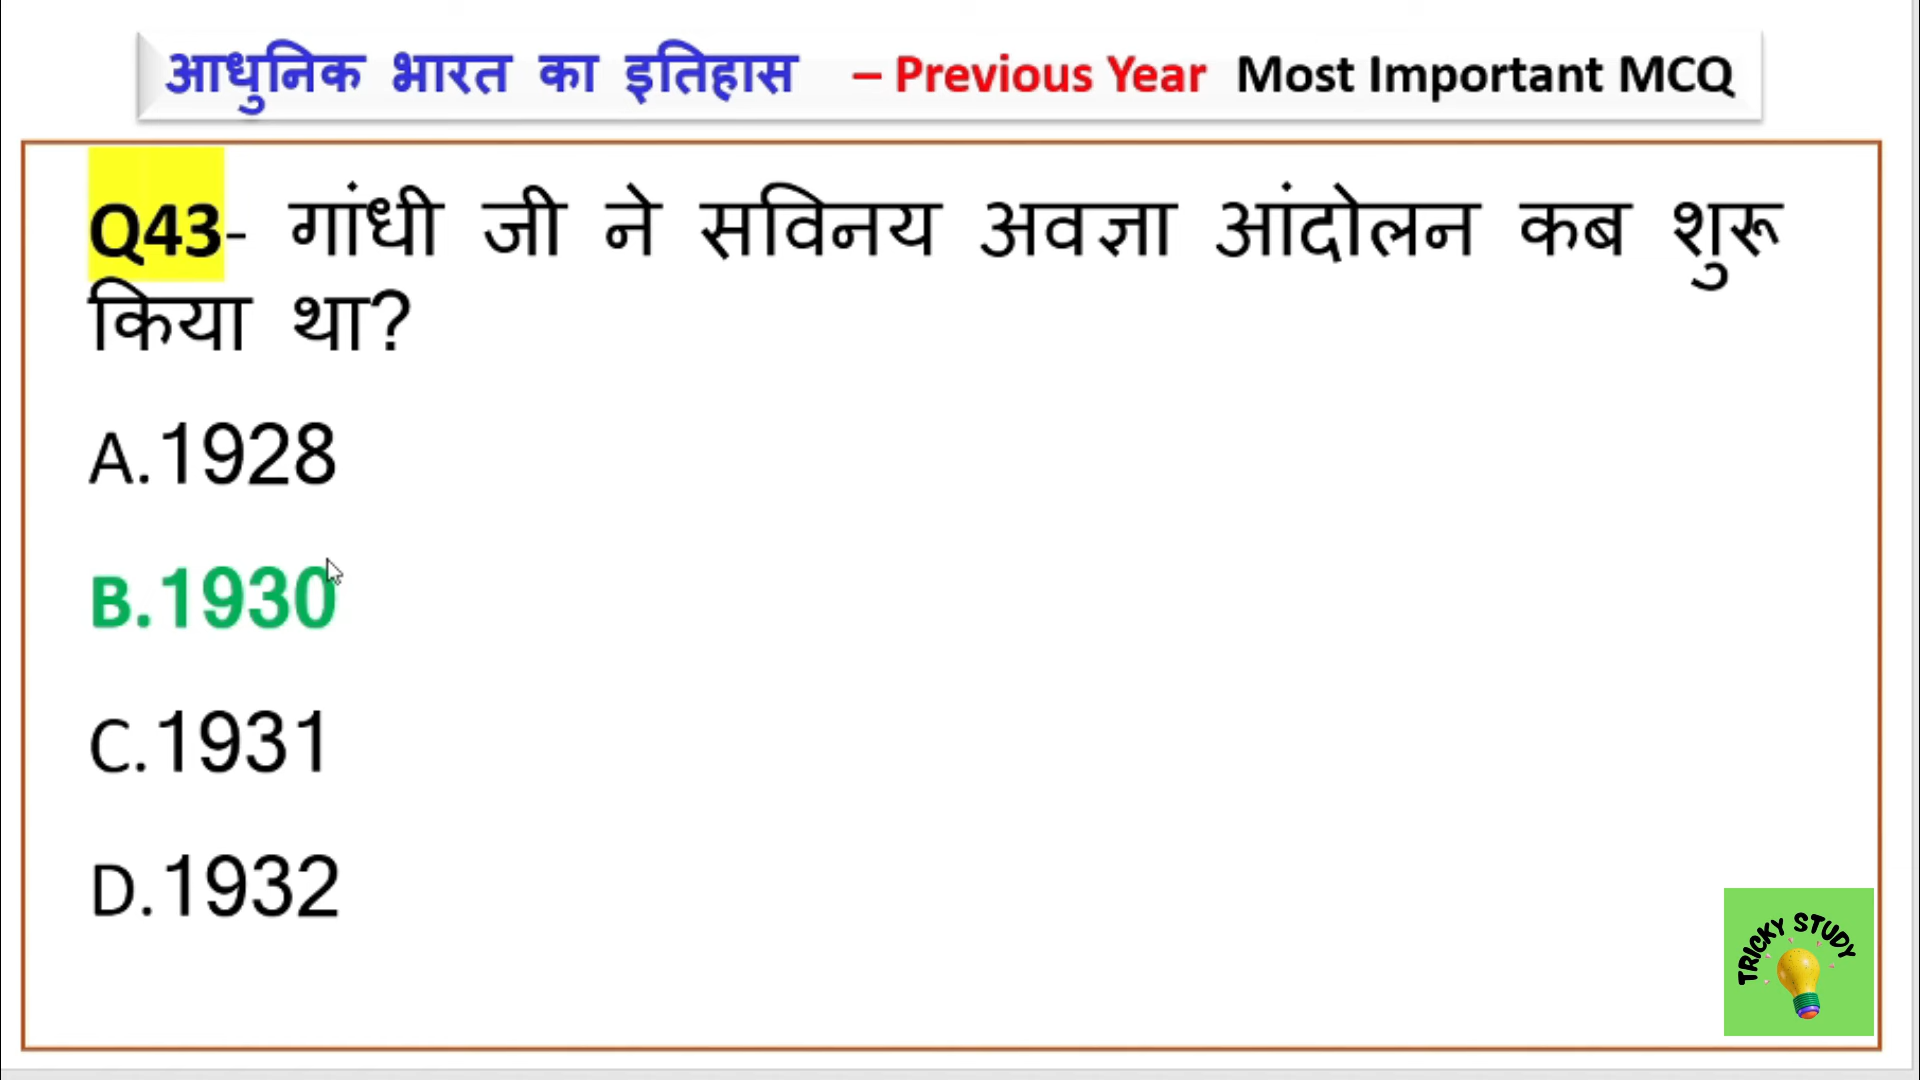 आधुनिक भारत का इतिहास – Previous Year Most Important MCQ
Q43- गांधी जी ने सविनय अवज्ञा आंदोलन कब शुरू
किया था?
A.1928
B.1930
C.1931
D.1932
TRICKY STUDY